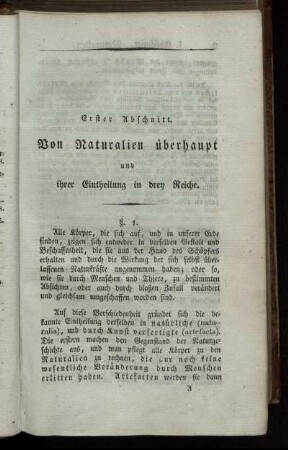 Erster Abschnitt.
Von Naturalien überhaupt
und
ihrer Eintheilung in drey Reiche.
§. 1.
Alle Körper, die sich auf, und in unserer Erde
finden, zeigen sich entweder in derselben Gestalt und
Beschaffenheit, die sie aus der Hand des Schöpfers
erhalten und durch die Wirkung der sich selbst über-
lassenen Naturkräfte angenommen haben; oder so,
wie sie durch Menschen und Thiere, zu bestimmten
Absichten, oder auch durch blossen Zufall verändert
und gleichsam umgeschaffen worden sind.
Auf diese Verschiedenheit gründet sich die be-
kannte Eintheilung derselben in natürliche (natu-
ralia), und durch Kunst verfertigte (artefacta).
Die erstern machen den Gegenstand der Naturge-
schichte aus, und man pflegt alle Körper zu den
Naturalien zu rechnen, die nur noch keine
wesentliche Veränderung durch Menschen
erlitten haben. Artefacten werden sie dann
A